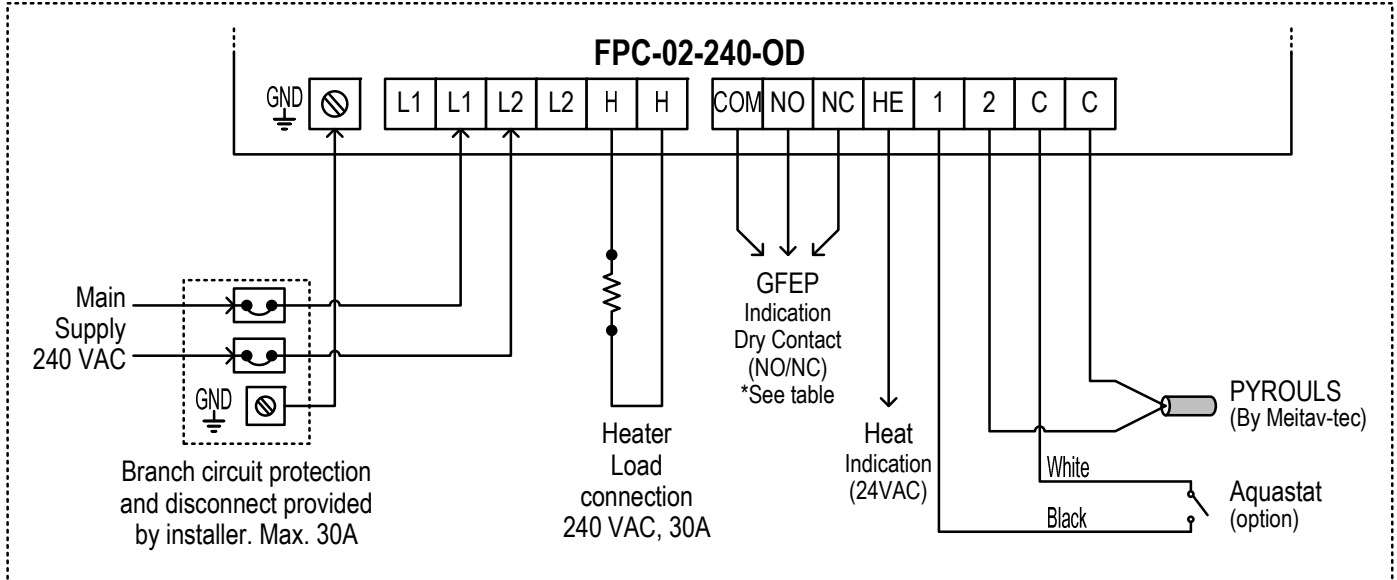 FPC-02-240-OD
GND
L1 L1 L2 L2 H H COM NO NC HE 1 2 C C
Main
Supply
240 VAC
GND
Branch circuit protection
and disconnect provided
by installer. Max. 30A
Heater
Load
connection
240 VAC, 30A
GFEP
Indication
Dry Contact
(NO/NC)
*See table
Heat
Indication
(24VAC)
PYROULS
(By Meitav-tec)
White
Black
Aquastat
(option)